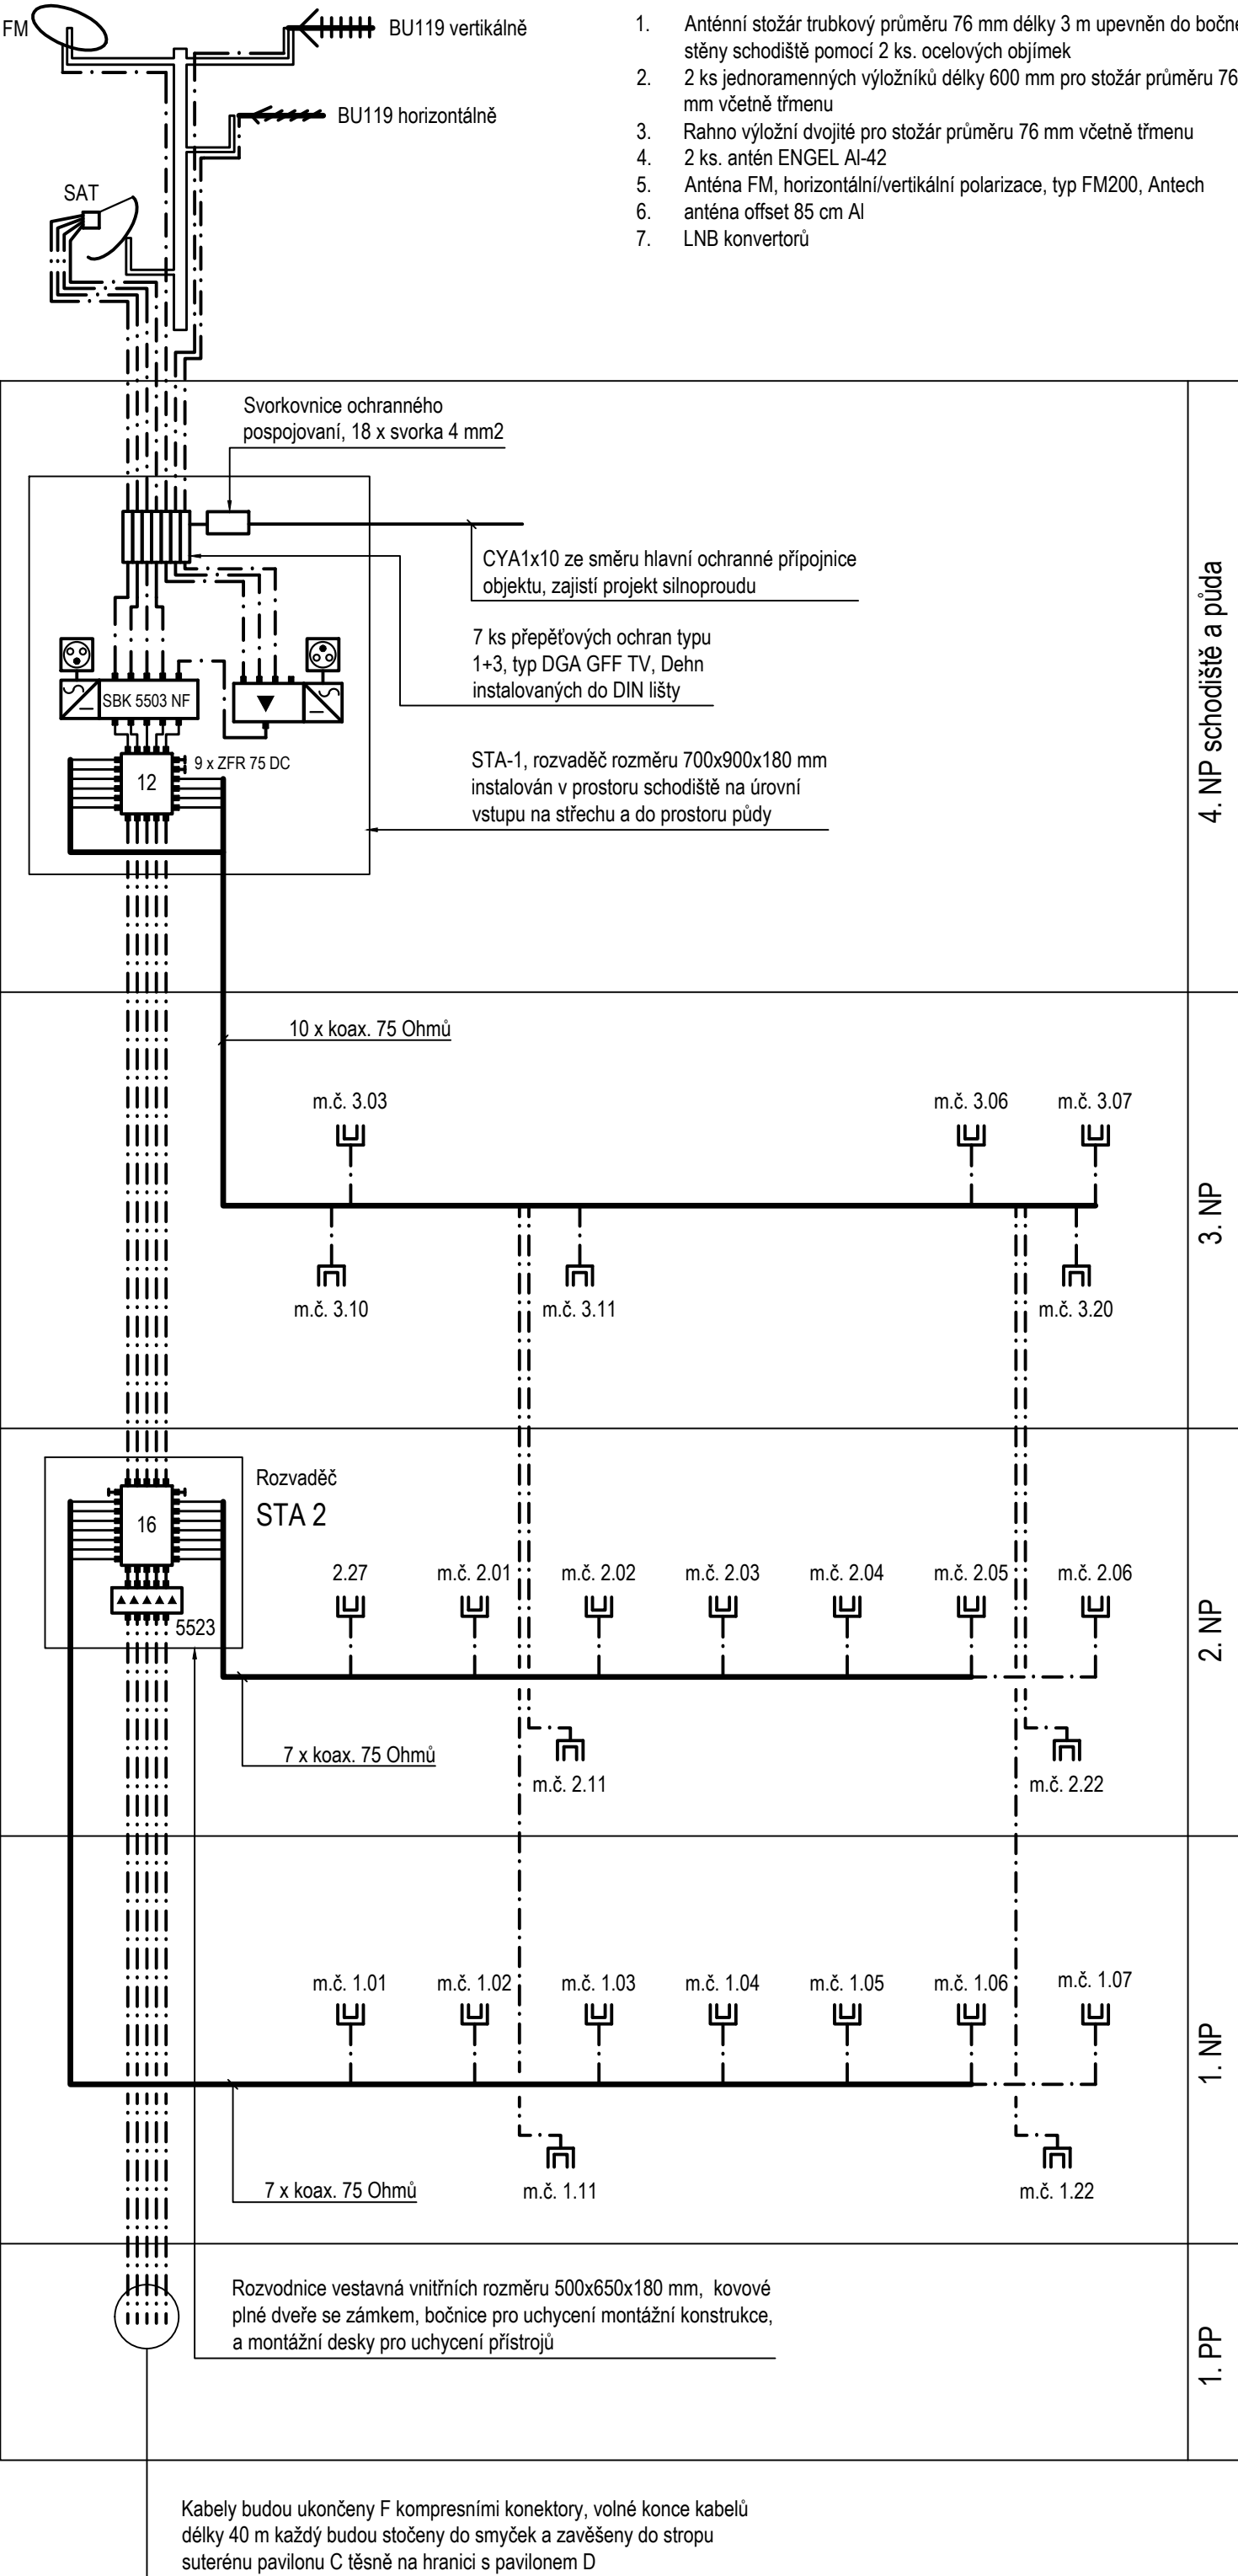 FM
BU119 vertikálně
BU119 horizontálně
SAT
1. Anténní stožár trubkový průměru 76 mm délky 3 m upevněn do bočné
stěny schodiště pomocí 2 ks. ocelových objímek
2. 2 ks jednoramenných výložníků délky 600 mm pro stožár průměru 76
mm včetně třmenu
3. Rahno výložní dvojité pro stožár průměru 76 mm včetně třmenu
4. 2 ks. antén ENGEL Al-42
5. Anténa FM, horizontální/vertikální polarizace, typ FM200, Antech
6. anténa offset 85 cm Al
7. LNB konvertorů
Svorkovnice ochranného
pospojovaní, 18 x svorka 4 mm2
CYA1x10 ze směru hlavní ochranné přípojnice
objektu, zajistí projekt silnoproudu
7 ks přepěťových ochran typu
1+3, typ DGA GFF TV, Dehn
instalovaných do DIN lišty
SBK 5503 NF
9 x ZFR 75 DC
12
STA-1, rozvaděč rozměru 700x900x180 mm
instalován v prostoru schodiště na úrovní
vstupu na střechu a do prostoru půdy
4. NP schodiště a půda
10 x koax. 75 Ohmů
m.č. 3.03
m.č. 3.06
m.č. 3.07
m.č. 3.10
m.č. 3.11
m.č. 3.20
3. NP
Rozvaděč
STA 2
16
5523
2.27
m.č. 2.01
m.č. 2.02
m.č. 2.03
m.č. 2.04
m.č. 2.05
m.č. 2.06
7 x koax. 75 Ohmů
m.č. 2.11
m.č. 2.22
2. NP
m.č. 1.01
m.č. 1.02
m.č. 1.03
m.č. 1.04
m.č. 1.05
m.č. 1.06
m.č. 1.07
7 x koax. 75 Ohmů
m.č. 1.11
m.č. 1.22
1. NP
Rozvodnice vestavná vnitřních rozměru 500x650x180 mm, kovové
plné dveře se zámkem, bočnice pro uchycení montážní konstrukce,
a montážní desky pro uchycení přístrojů
1. PP
Kabely budou ukončeny F kompresními konektory, volné konce kabelů
délky 40 m každý budou stočeny do smyček a zavěšeny do stropu
suterénu pavilonu C těsně na hranici s pavilonem D